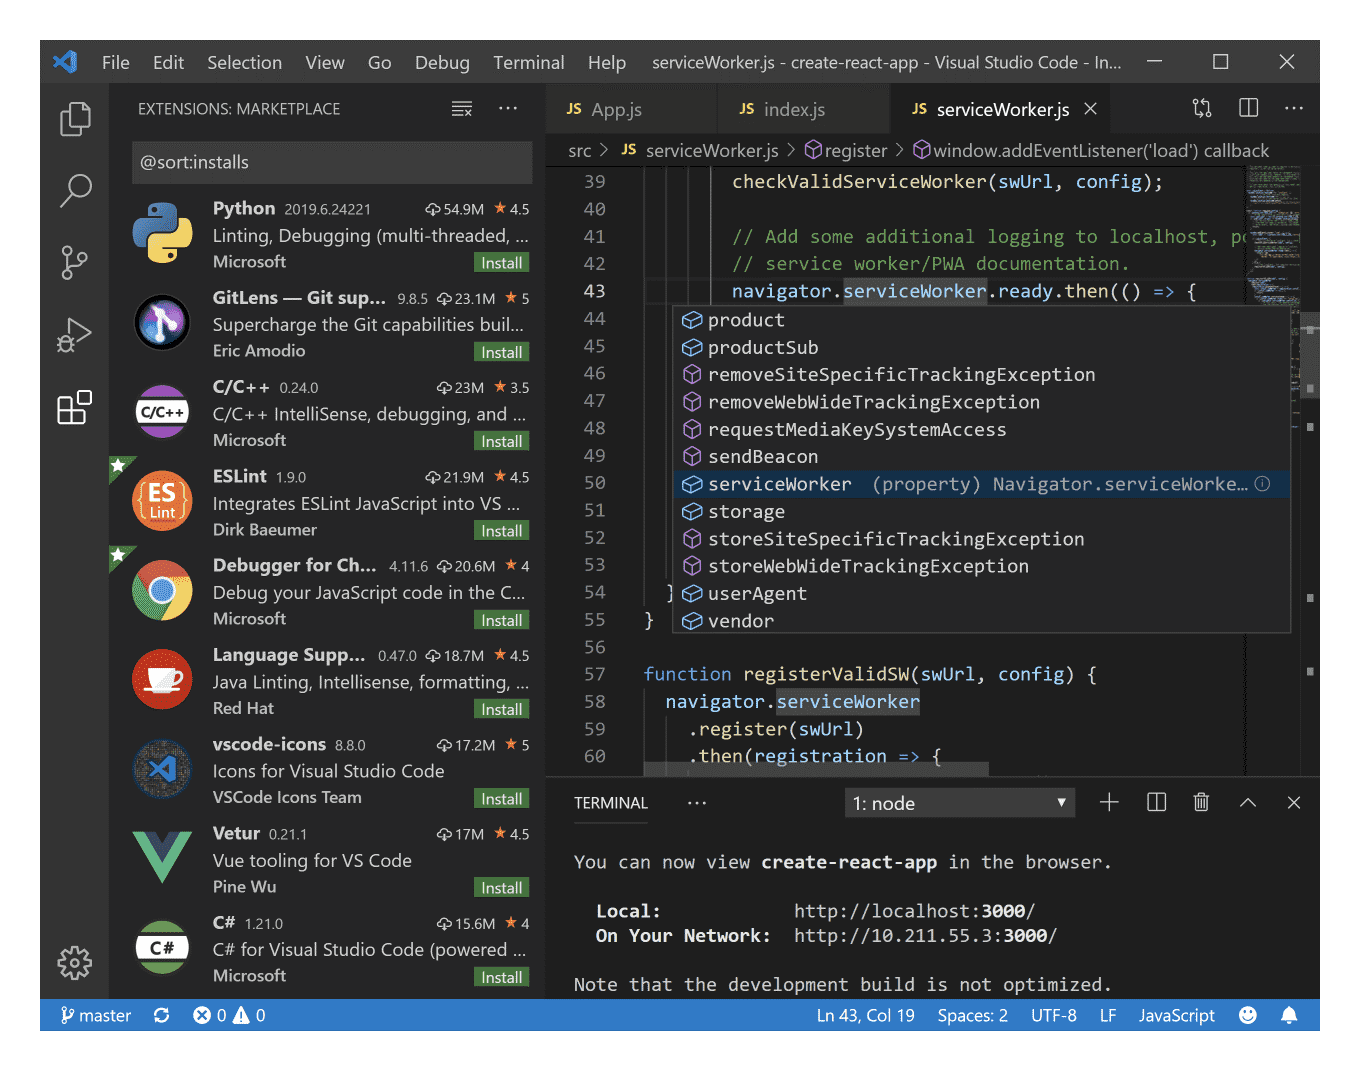 File Edit Selection View Go Debug Terminal Help serviceWorker.js - create-react-app - Visual Studio Code - In...
EXTENSIONS: MARKETPLACE
@sort:installs
Python 2019.6.24221 54.9M 4.5
Linting, Debugging (multi-threaded, ...
Microsoft Install
GitLens — Git sup... 9.8.5 23.1M 5
Supercharge the Git capabilities buil...
Eric Amodio Install
C/C++
C/C++ 0.24.0 23M 3.5
C/C++ IntelliSense, debugging, and ...
Microsoft Install
ES Lint
ESLint 1.9.0 21.9M 4.5
Integrates ESLint JavaScript into VS ...
Dirk Baeumer Install
Debugger for Ch... 4.11.6 20.6M 4
Debug your JavaScript code in the C...
Microsoft Install
Language Supp... 0.47.0 18.7M 4.5
Java Linting, Intellisense, formatting, ...
Red Hat Install
vscode-icons 8.8.0 17.2M 5
Icons for Visual Studio Code
VSCode Icons Team Install
Vetur 0.21.1 17M 4.5
Vue tooling for VS Code
Pine Wu Install
C#
C# 1.21.0 15.6M 4
C# for Visual Studio Code (powered ...
Microsoft Install
JS App.js JS index.js JS serviceWorker.js
src > JS serviceWorker.js > register > window.addEventListener('load') callback
39 checkValidServiceWorker(swUrl, config);
40
41 // Add some additional logging to localhost, p
42 // service worker/PWA documentation.
43 navigator.serviceWorker.ready.then(() => {
44 product
45 productSub
46 removeSiteSpecificTrackingException
47 removeWebWideTrackingException
48 requestMediaKeySystemAccess
49 sendBeacon
50 serviceWorker (property) Navigator.serviceWorke...
51 storage
52 storeSiteSpecificTrackingException
53 storeWebWideTrackingException
54 } userAgent
55 } vendor
56
57 function registerValidSW(swUrl, config) {
58 navigator.serviceWorker
59 .register(swUrl)
60 .then(registration => {
TERMINAL ... 1: node
You can now view create-react-app in the browser.
Local: http://localhost:3000/
On Your Network: http://10.211.55.3:3000/
Note that the development build is not optimized.
master 0 0 Ln 43, Col 19 Spaces: 2 UTF-8 LF JavaScript